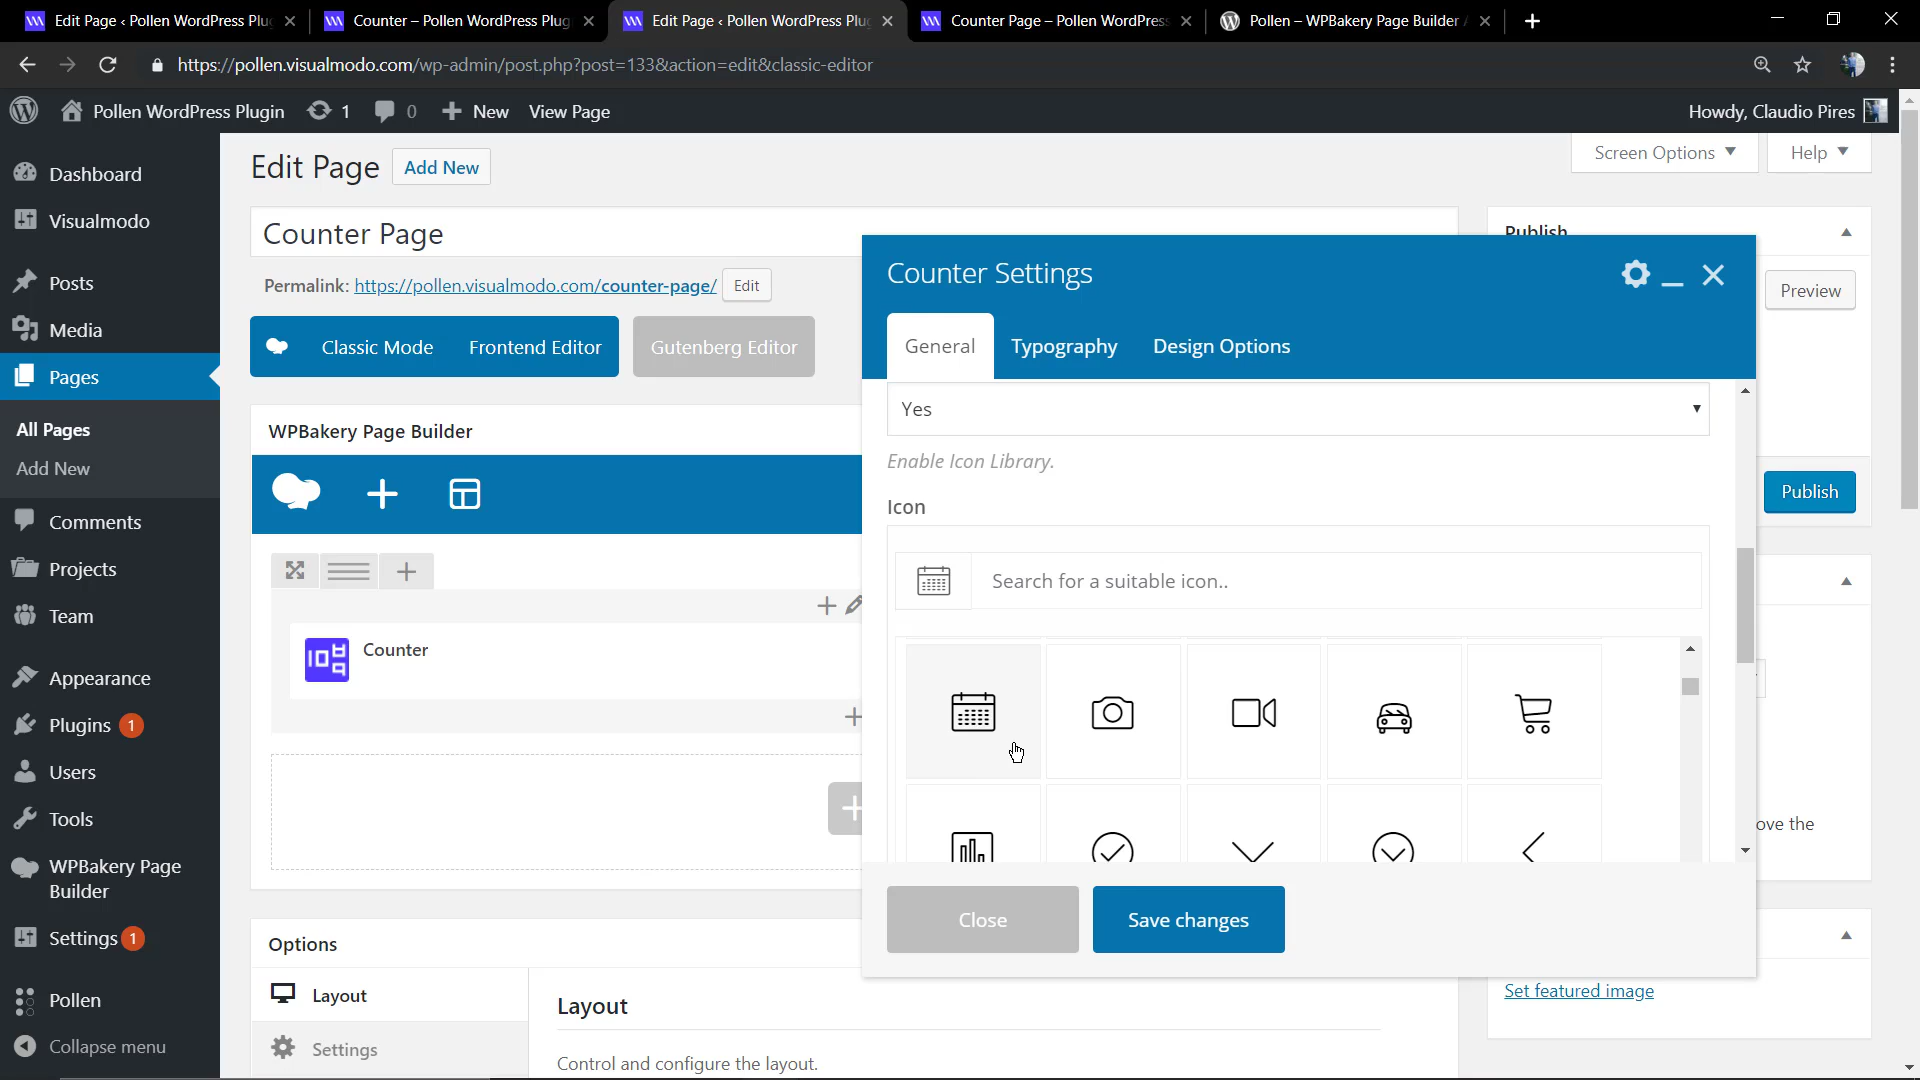 Edit Page ‹ Pollen WordPress Plug
Counter – Pollen WordPress Plug
Edit Page ‹ Pollen WordPress Plug
Counter Page – Pollen WordPress
Pollen – WPBakery Page Builder
https://pollen.visualmodo.com/wp-admin/post.php?post=133&action=edit&classic-editor
Pollen WordPress Plugin
1
0
New
View Page
Howdy, Claudio Pires
Dashboard
Visualmodo
Posts
Media
Pages
All Pages
Add New
Comments
Projects
Team
Appearance
Plugins 1
Users
Tools
WPBakery Page
Builder
Settings 1
Pollen
Collapse menu
Edit Page
Add New
Screen Options
Help
Counter Page
Permalink: https://pollen.visualmodo.com/counter-page/ Edit
Classic Mode
Frontend Editor
Gutenberg Editor
WPBakery Page Builder
Counter
Options
Layout
Settings
Layout
Control and configure the layout.
Publish
Preview
Publish
ove the
Set featured image
Counter Settings
General
Typography
Design Options
Yes
Enable Icon Library.
Icon
Search for a suitable icon..
Close
Save changes